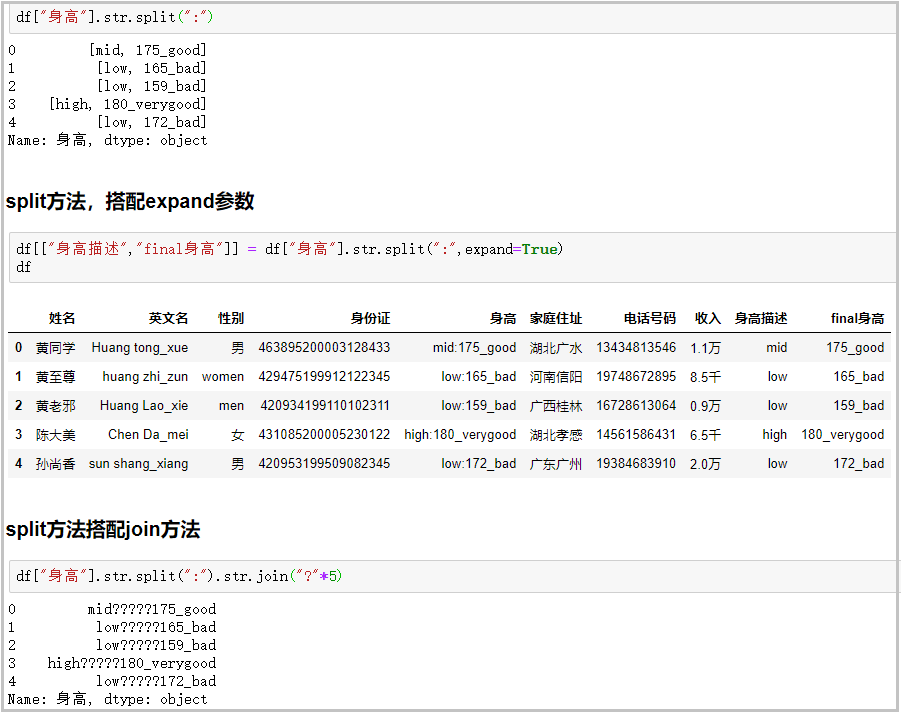 df["身高"].str.split(":")
0 [mid, 175_good]
1 [low, 165_bad]
2 [low, 159_bad]
3 [high, 180_verygood]
4 [low, 172_bad]
Name: 身高, dtype: object
split方法，搭配expand参数
df[["身高描述","final身高"]] = df["身高"].str.split(":",expand=True)
df
姓名 英文名 性别 身份证 身高 家庭住址 电话号码 收入 身高描述 final身高
0 黄同学 Huang tong_xue 男 463895200003128433 mid:175_good 湖北广水 13434813546 1.1万 mid 175_good
1 黄至尊 huang zhi_zun women 429475199912122345 low:165_bad 河南信阳 19748672895 8.5千 low 165_bad
2 黄老邪 Huang Lao_xie men 420934199110102311 low:159_bad 广西桂林 16728613064 0.9万 low 159_bad
3 陈大美 Chen Da_mei 女 431085200005230122 high:180_verygood 湖北孝感 14561586431 6.5千 high 180_verygood
4 孙尚香 sun shang_xiang 男 420953199509082345 low:172_bad 广东广州 19384683910 2.0万 low 172_bad
split方法搭配join方法
df["身高"].str.split(":").str.join("?"*5)
0 mid?????175_good
1 low?????165_bad
2 low?????159_bad
3 high?????180_verygood
4 low?????172_bad
Name: 身高, dtype: object